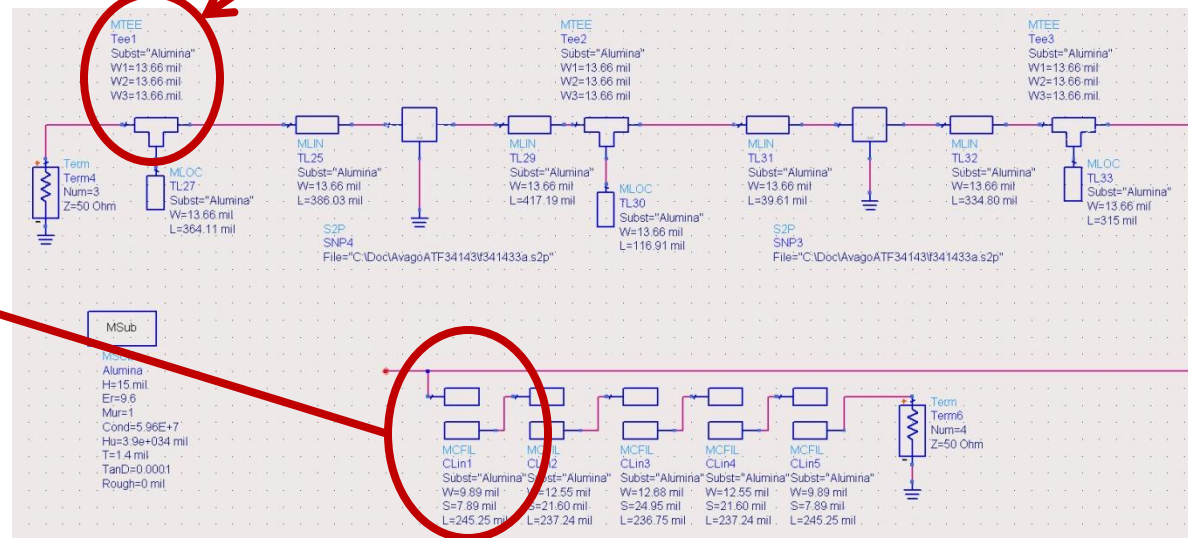 MTEE
Tee1
Subst="Alumina"
W1=13.66 mil
W2=13.66 mil
W3=13.66 mil
MTEE
Tee2
Subst="Alumina"
W1=13.66 mil
W2=13.66 mil
W3=13.66 mil
MTEE
Tee3
Subst="Alumina"
W1=13.66 mil
W2=13.66 mil
W3=13.66 mil
Term
Term4
Num=3
Z=50 Ohm
MLOC
TL27
Subst="Alumina"
W=13.66 mil
L=364.11 mil
MLIN
TL25
Subst="Alumina"
W=13.66 mil
L=386.03 mil
S2P
SNP4
File="C:\Doc\AvagoATF34143\f341433a.s2p"
MLIN
TL29
Subst="Alumina"
W=13.66 mil
L=417.19 mil
MLOC
TL30
Subst="Alumina"
W=13.66 mil
L=116.91 mil
MLIN
TL31
Subst="Alumina"
W=13.66 mil
L=39.61 mil
S2P
SNP3
File="C:\Doc\AvagoATF34143\f341433a.s2p"
MLIN
TL32
Subst="Alumina"
W=13.66 mil
L=334.80 mil
MLOC
TL33
Subst="Alumina"
W=13.66 mil
L=315 mil
MSub
Alumina
H=15 mil
Er=9.6
Mur=1
Cond=5.96E+7
Hu=3.9e+034 mil
T=1.4 mil
TanD=0.0001
Rough=0 mil
MCFIL
CLin1
Subst="Alumina"
W=9.89 mil
S=7.89 mil
L=245.25 mil
MCFIL
CLin2
Subst="Alumina"
W=12.55 mil
S=21.60 mil
L=237.24 mil
MCFIL
CLin3
Subst="Alumina"
W=12.68 mil
S=24.95 mil
L=236.75 mil
MCFIL
CLin4
Subst="Alumina"
W=12.55 mil
S=21.60 mil
L=237.24 mil
MCFIL
CLin5
Subst="Alumina"
W=9.89 mil
S=7.89 mil
L=245.25 mil
Term
Term6
Num=4
Z=50 Ohm